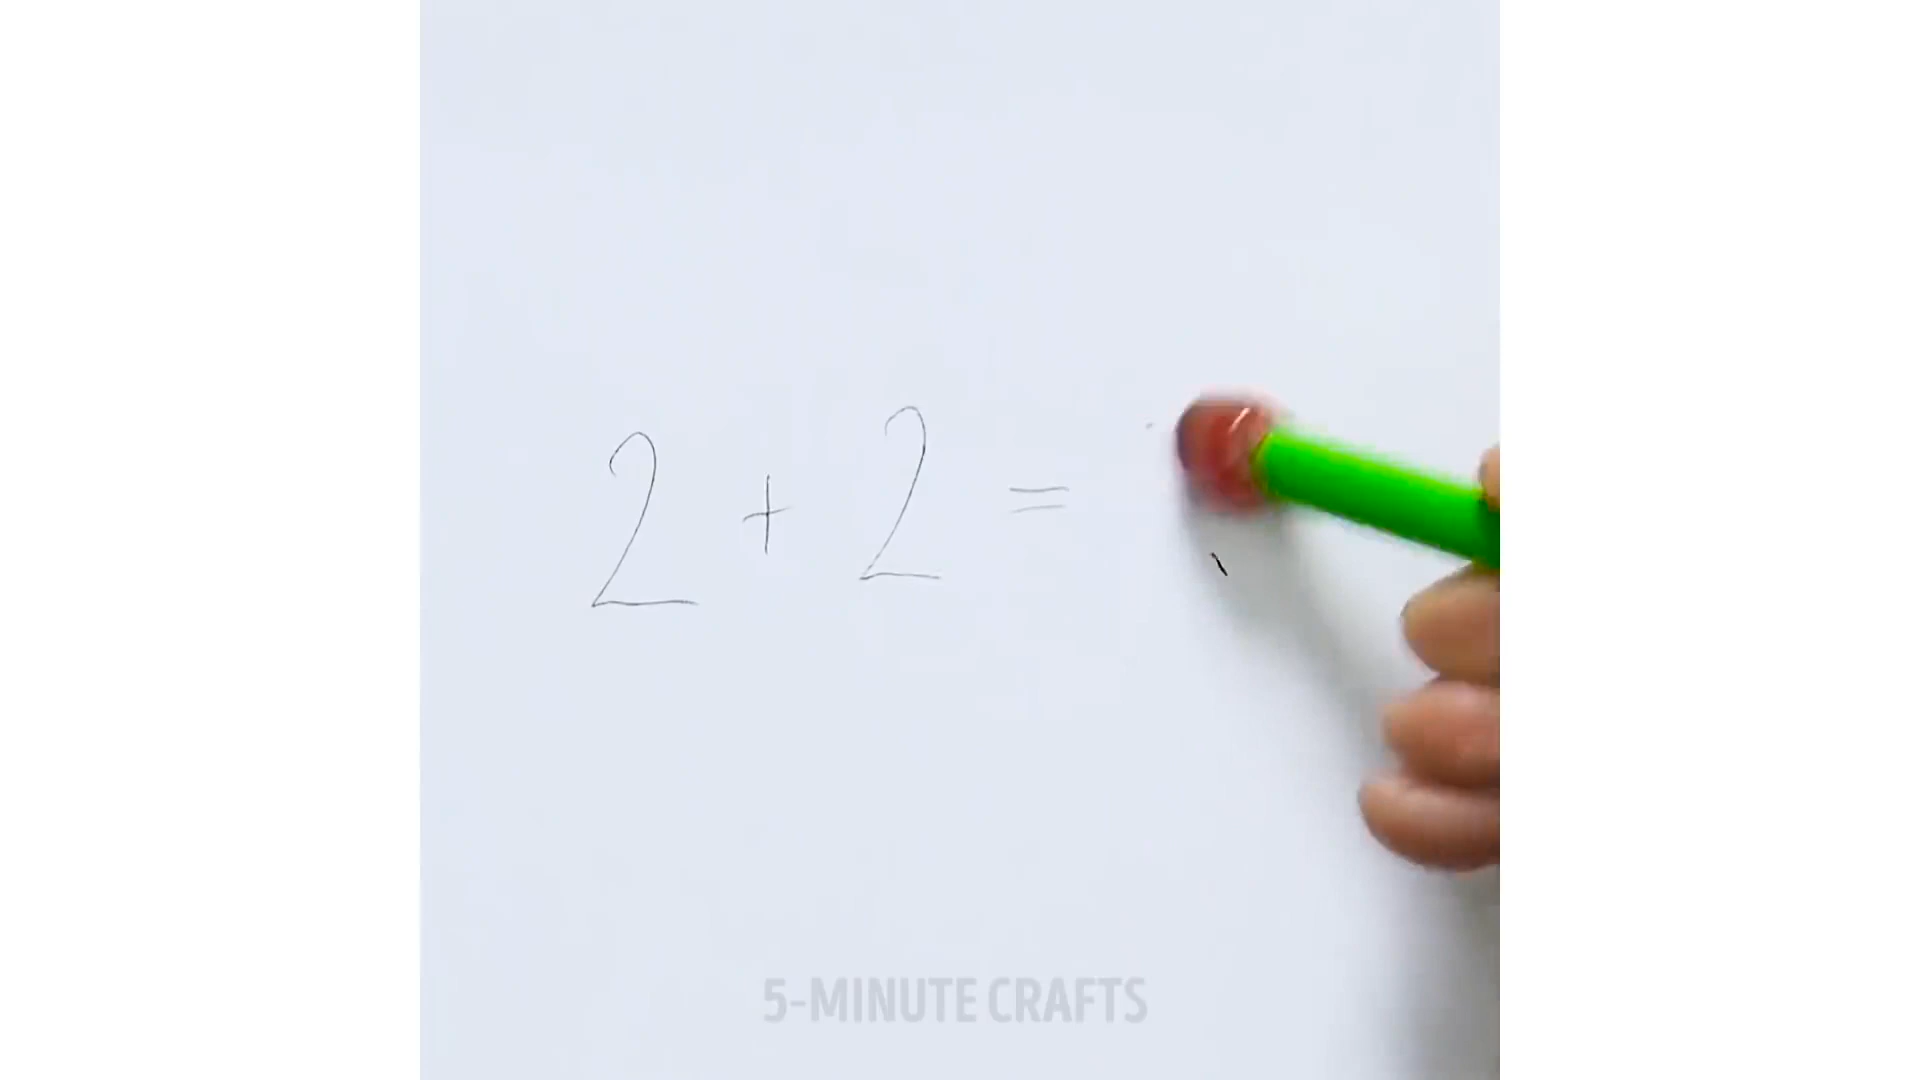 2 + 2 =
5-MINUTE CRAFTS